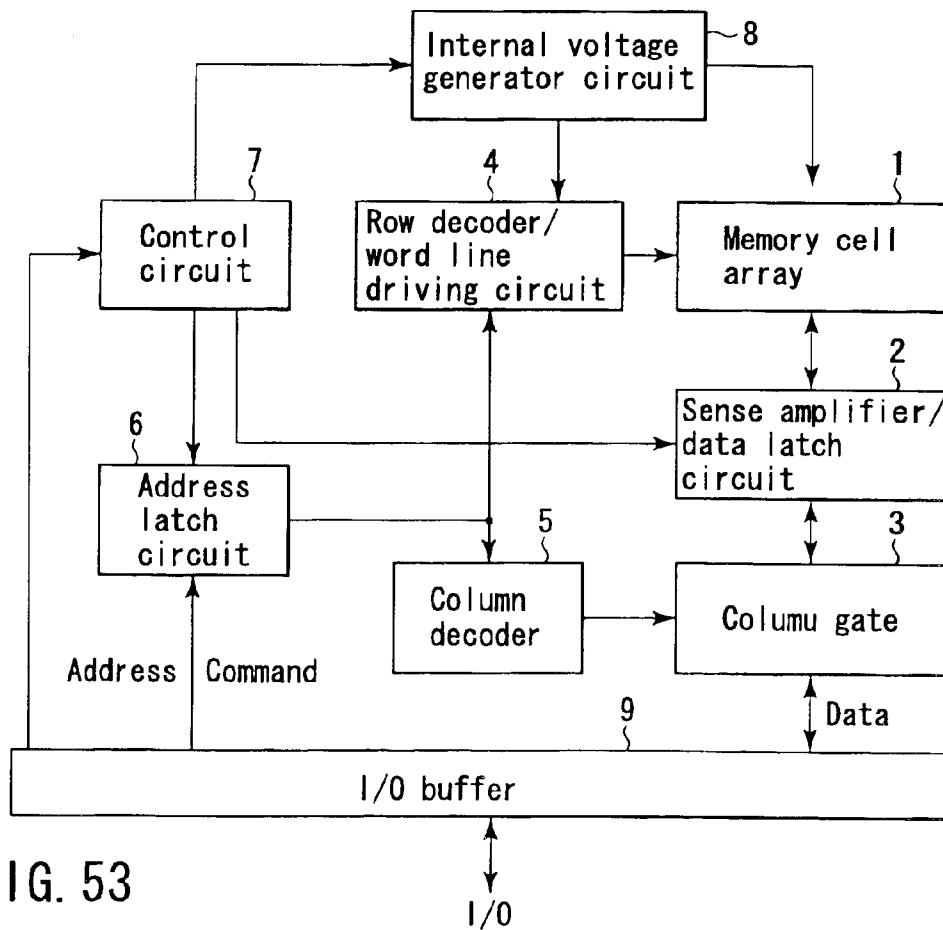 8
Internal voltage
generator circuit
7
Control
circuit
4
Row decoder/
word line
driving circuit
1
Memory cell
array
2
Sense amplifier/
data latch
circuit
6
Address
latch
circuit
5
Column
decoder
3
Columu gate
Address
Command
Data
9
I/O buffer
IG. 53
I/O